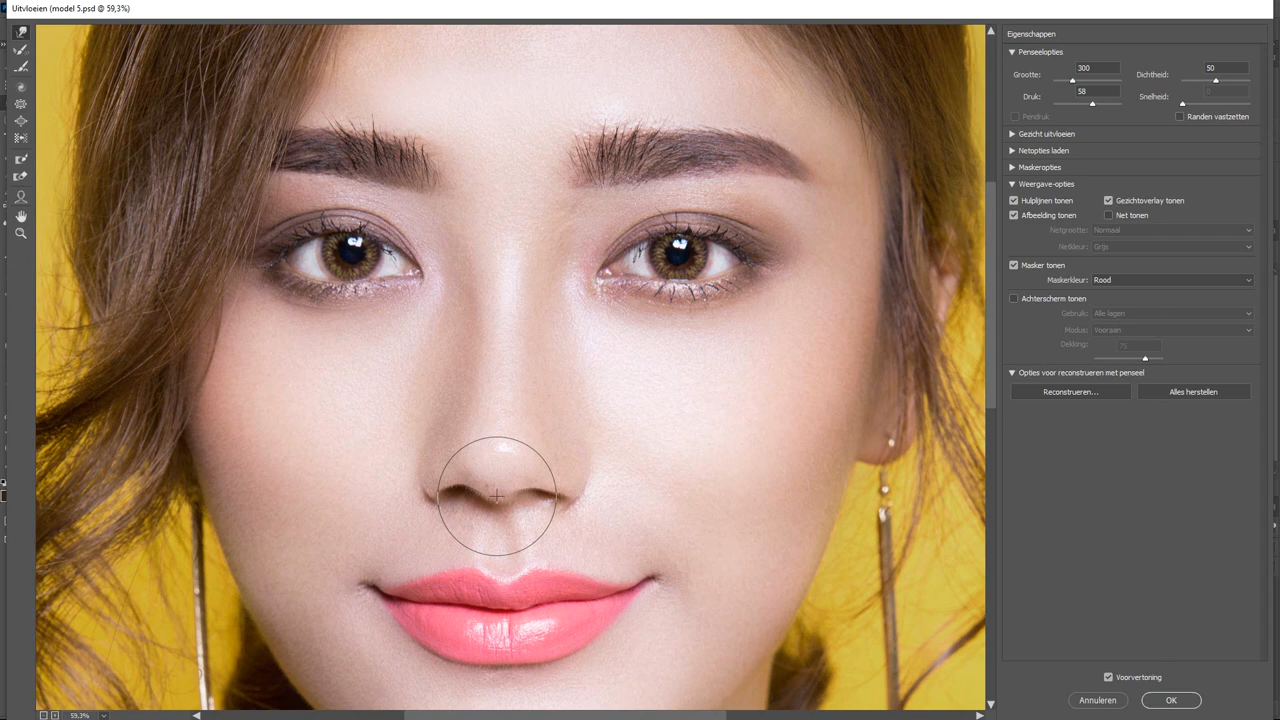 Uitvloeien (model 5.psd @ 59,3%)
Eigenschappen
Penseelopties
Grootte: 300 Dichtheid: 50
Druk: 58 Snelheid: 0
Pendruk Randen vastzetten
Gezicht uitvloeien
Netopties laden
Maskeropties
Weergave-opties
Hulplijnen tonen Gezichtoverlay tonen
Afbeelding tonen Net tonen
Netgrootte: Normaal
Netkleur: Grijs
Masker tonen
Maskerkleur: Rood
Achterscherm tonen
Gebruik: Alle lagen
Modus: Vooraan
Dekking: 75
Opties voor reconstrueren met penseel
Reconstrueren... Alles herstellen
Voorvertoning
Annuleren OK
59,3%